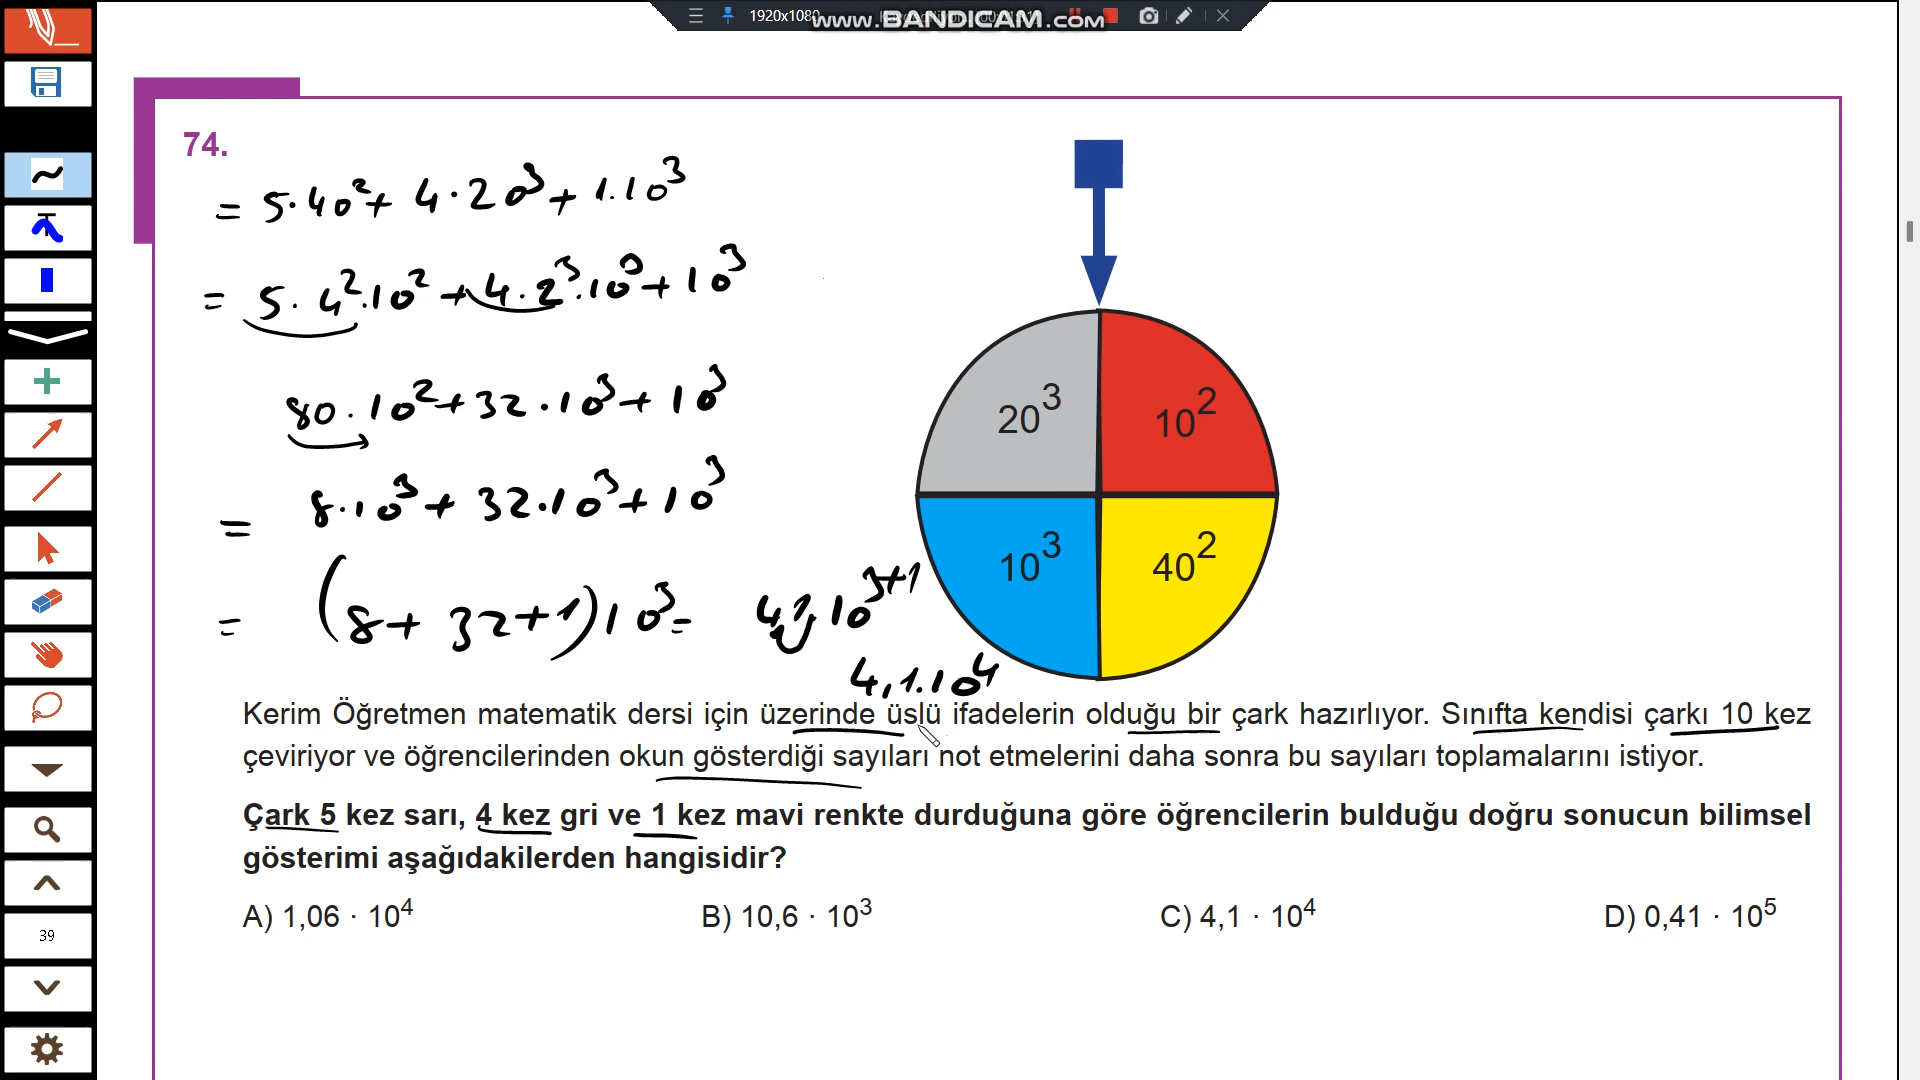 1920x1080
www.BANDICAM.com
74.
= 5·40² + 4·20³ + 1.10³
= 5·4².10² + 4·2³.10³ + 10³
80·10² + 32·10³ + 10³
= 8·10³ + 32·10³ + 10³
= (8 + 32 + 1) 10³ = 41,10³⁺¹
4,1.10⁴
20³
10²
10³
40²
Kerim Öğretmen matematik dersi için üzerinde üslü ifadelerin olduğu bir çark hazırlıyor. Sınıfta kendisi çarkı 10 kez
çeviriyor ve öğrencilerinden okun gösterdiği sayıları not etmelerini daha sonra bu sayıları toplamalarını istiyor.
Çark 5 kez sarı, 4 kez gri ve 1 kez mavi renkte durduğuna göre öğrencilerin bulduğu doğru sonucun bilimsel
gösterimi aşağıdakilerden hangisidir?
A) 1,06 · 10⁴ B) 10,6 · 10³ C) 4,1 · 10⁴ D) 0,41 · 10⁵
39